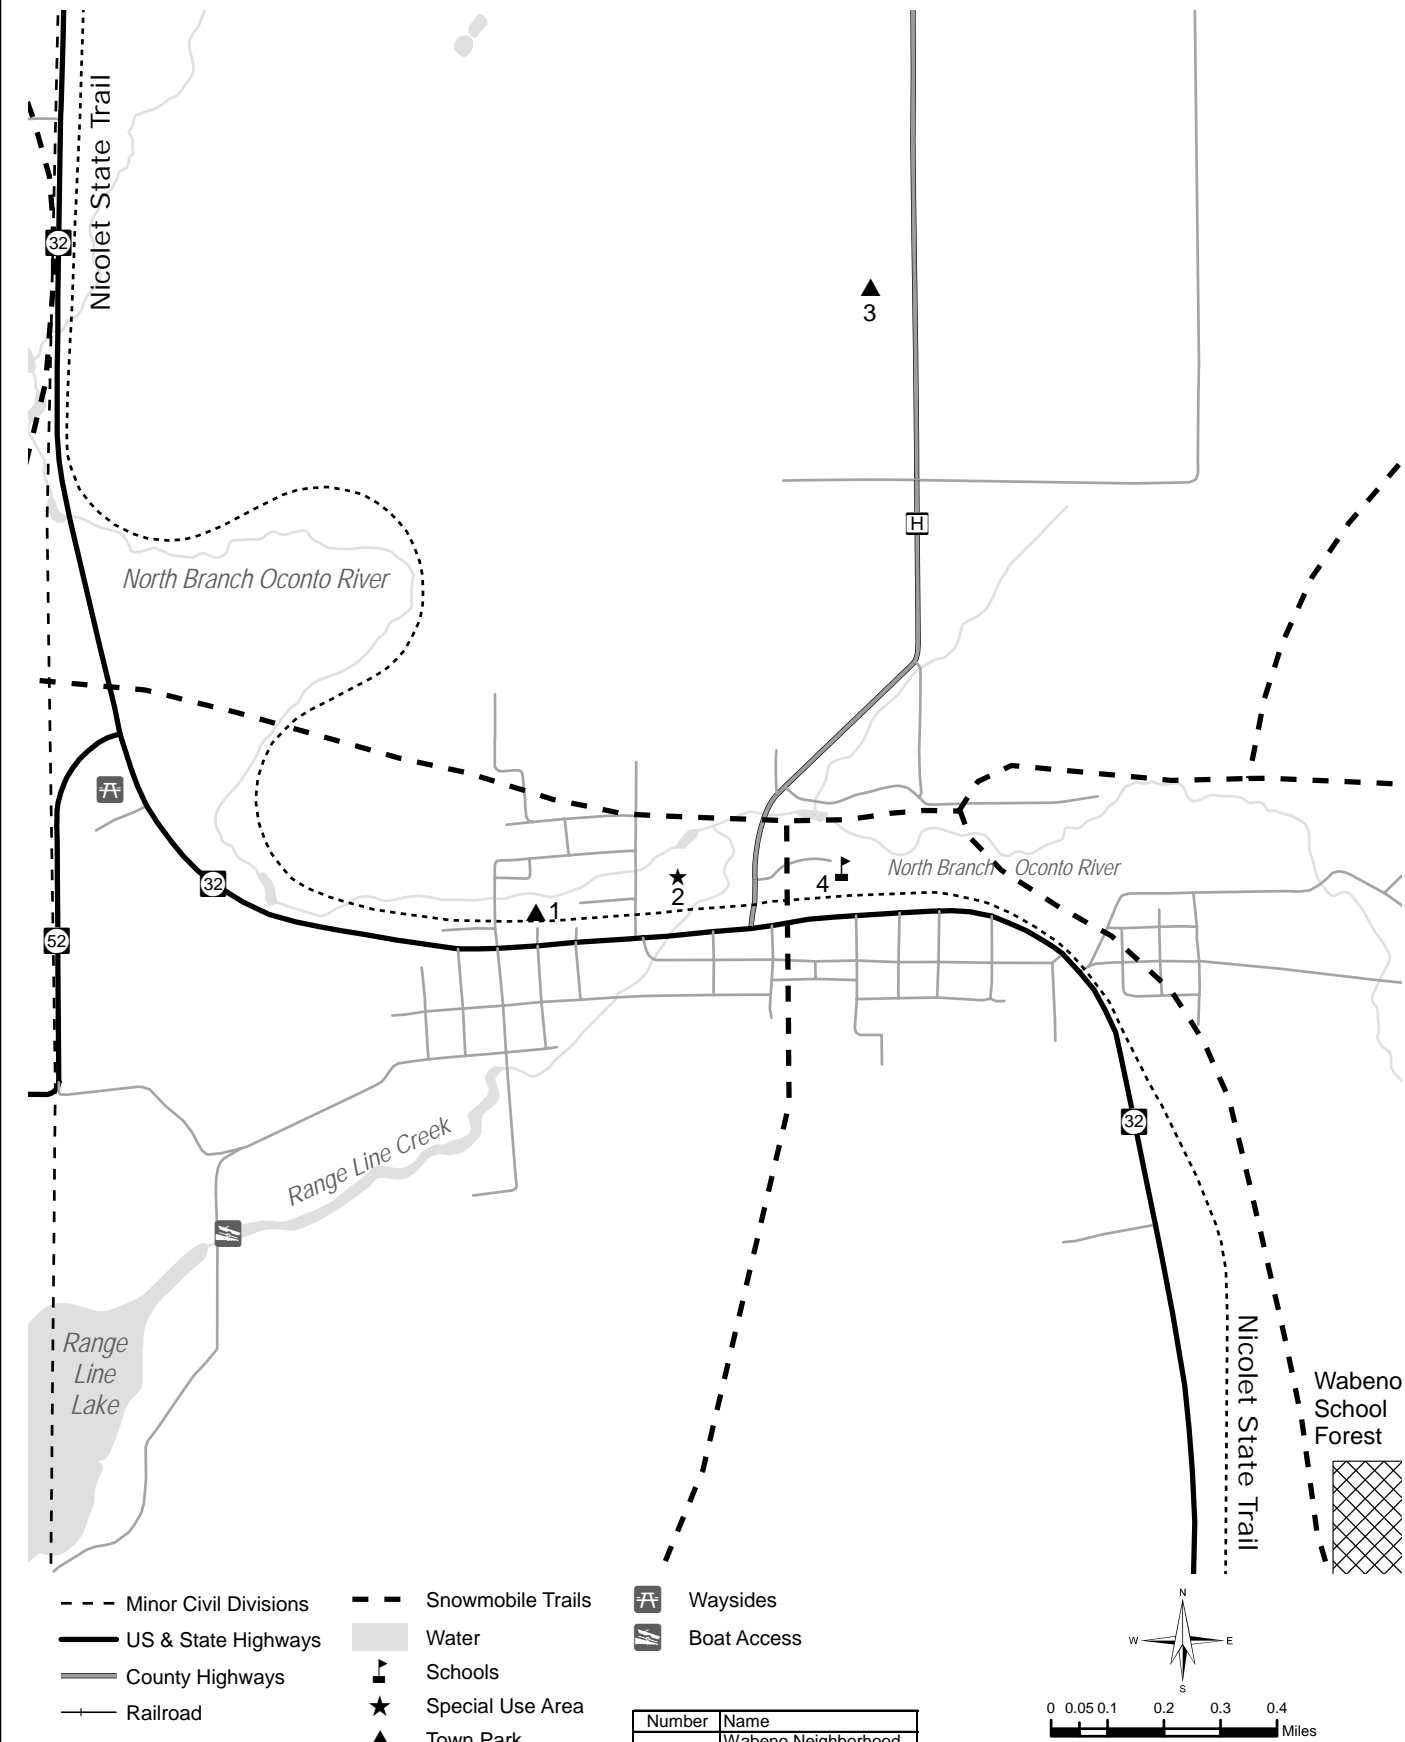 Nicolet State Trail
32
3
H
North Branch Oconto River
32
52
1
2
4
North Branch Oconto River
32
Range Line Creek
Range
Line
Lake
Nicolet State Trail
Wabeno
School
Forest
Minor Civil Divisions
US & State Highways
County Highways
Railroad
Snowmobile Trails
Water
Schools
Special Use Area
Town Park
Waysides
Boat Access
Number Name
Wabeno Neighborhood
N
W E
S
0 0.05 0.1 0.2 0.3 0.4
Miles